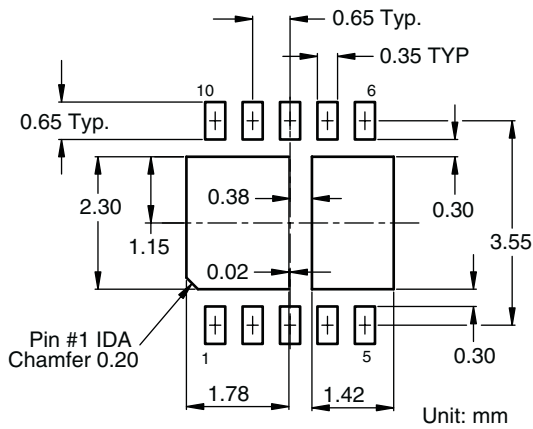 0.65 Typ.
0.35 TYP
10
6
0.65 Typ.
2.30
1.15
0.38
0.30
3.55
0.02
Pin #1 IDA
Chamfer 0.20
1
5
0.30
1.78
1.42
Unit: mm